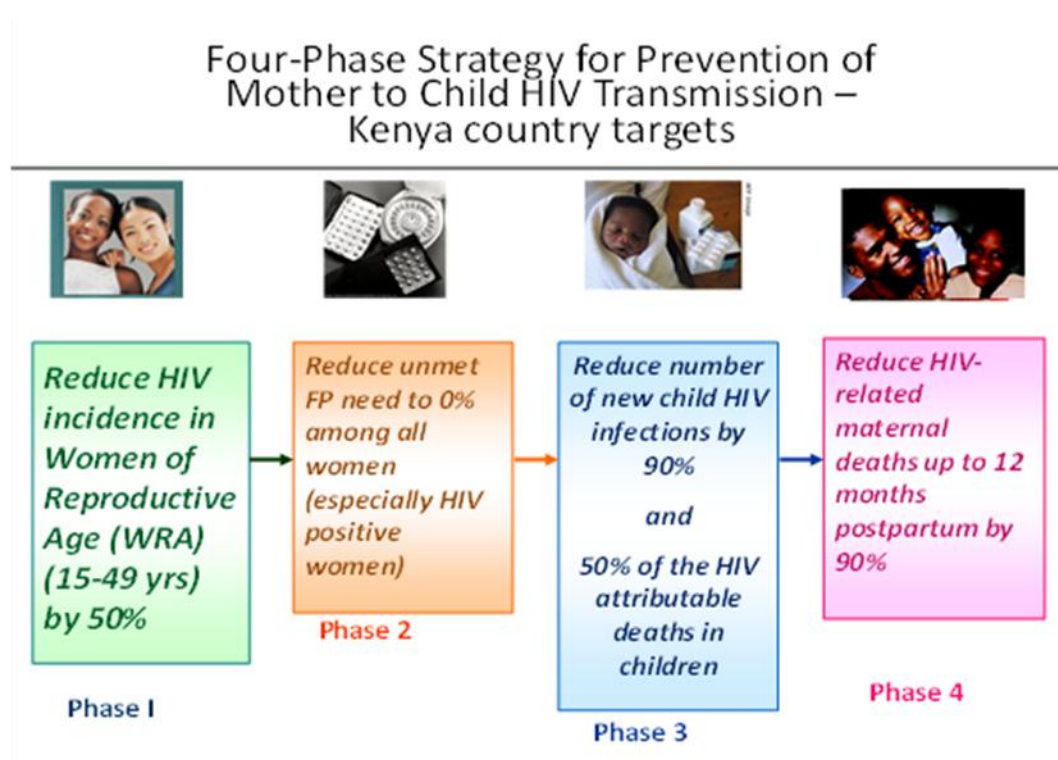 Four-Phase Strategy for Prevention of
Mother to Child HIV Transmission –
Kenya country targets
Reduce HIV
incidence in
Women of
Reproductive
Age (WRA)
(15-49 yrs)
by 50%
Phase I
Reduce unmet
FP need to 0%
among all
women
(especially HIV
positive
women)
Phase 2
Reduce number
of new child HIV
infections by
90%
and
50% of the HIV
attributable
deaths in
children
Phase 3
Reduce HIV-
related
maternal
deaths up to 12
months
postpartum by
90%
Phase 4